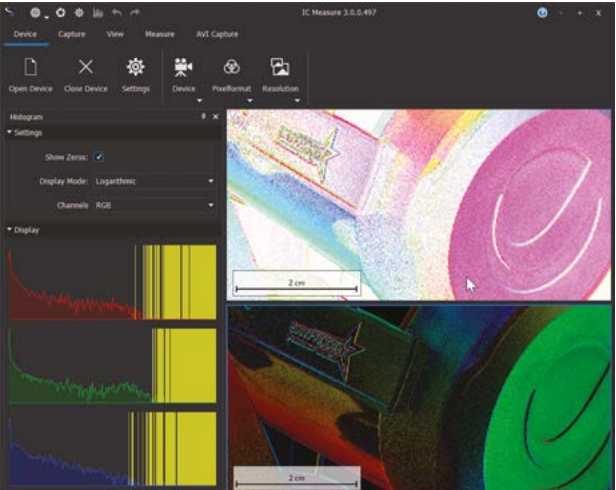 IC Measure 3.0.0.497
Device Capture View Measure AVI Capture
Open Device Close Device Settings Device Pixelformat Resolution
Histogram
Settings
Show Zeros:
Display Mode: Logarithmic
Channels RGB
Display
2 cm
2 cm